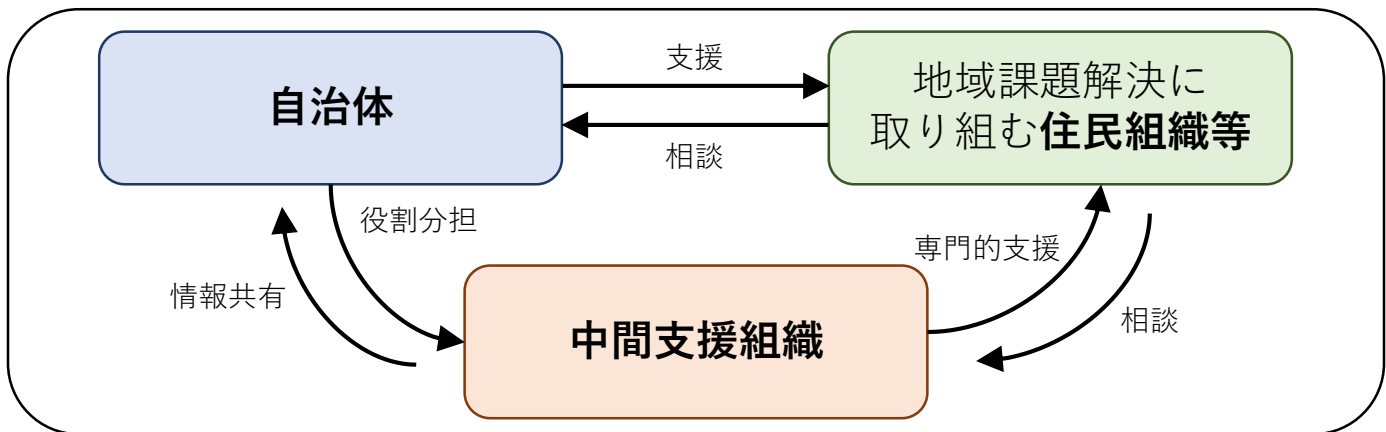 自治体
支援
相談
地域課題解決に
取り組む住民組織等
役割分担
情報共有
専門的支援
相談
中間支援組織